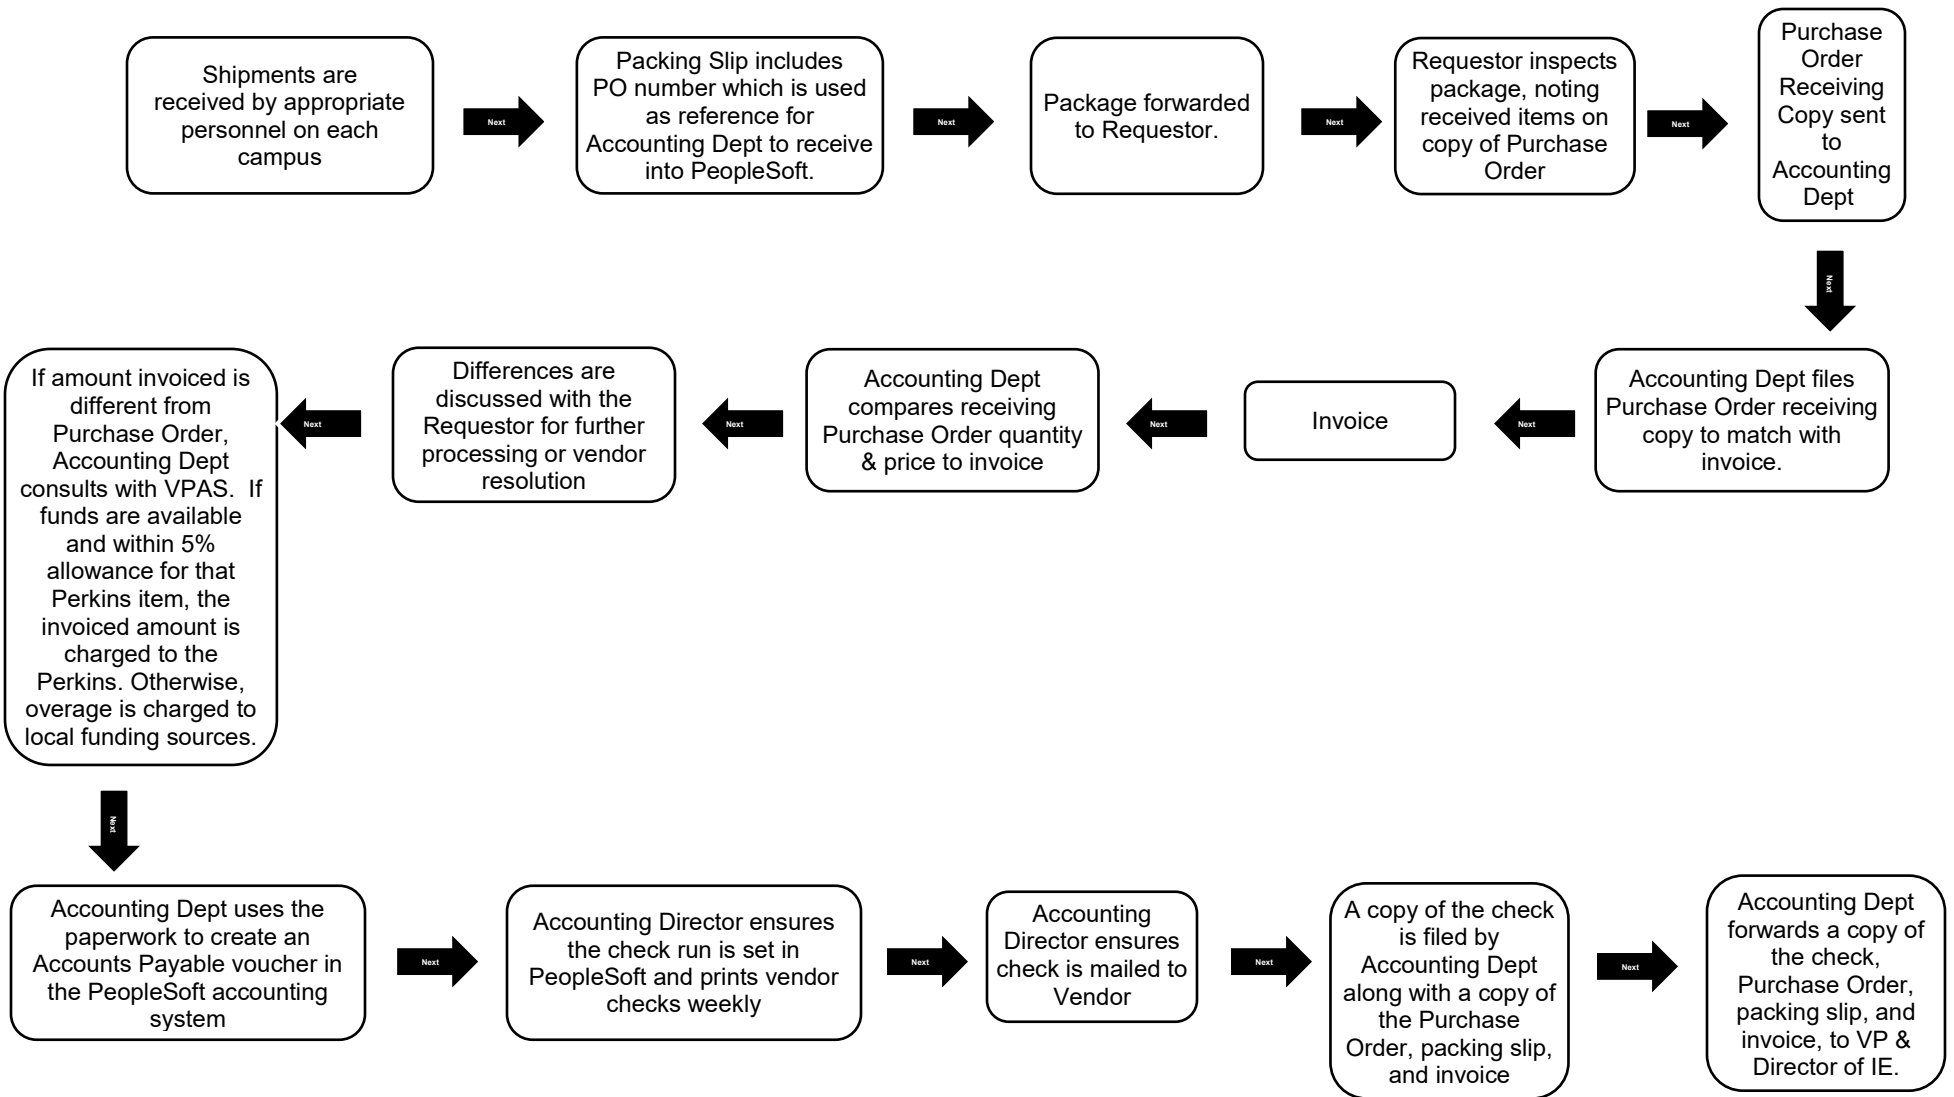 Shipments are
received by appropriate
personnel on each
campus
Next
Packing Slip includes
PO number which is used
as reference for
Accounting Dept to receive
into PeopleSoft.
Next
Package forwarded
to Requestor.
Next
Requestor inspects
package, noting
received items on
copy of Purchase
Order
Next
Purchase
Order
Receiving
Copy sent
to
Accounting
Dept
Next
Accounting Dept files
Purchase Order receiving
copy to match with
invoice.
Next
Invoice
Next
Accounting Dept
compares receiving
Purchase Order quantity
& price to invoice
Next
Differences are
discussed with the
Requestor for further
processing or vendor
resolution
Next
If amount invoiced is
different from
Purchase Order,
Accounting Dept
consults with VPAS.  If
funds are available
and within 5%
allowance for that
Perkins item, the
invoiced amount is
charged to the
Perkins. Otherwise,
overage is charged to
local funding sources.
Next
Accounting Dept uses the
paperwork to create an
Accounts Payable voucher in
the PeopleSoft accounting
system
Next
Accounting Director ensures
the check run is set in
PeopleSoft and prints vendor
checks weekly
Next
Accounting
Director ensures
check is mailed to
Vendor
Next
A copy of the check
is filed by
Accounting Dept
along with a copy of
the Purchase
Order, packing slip,
and invoice
Next
Accounting Dept
forwards a copy of
the check,
Purchase Order,
packing slip, and
invoice, to VP &
Director of IE.